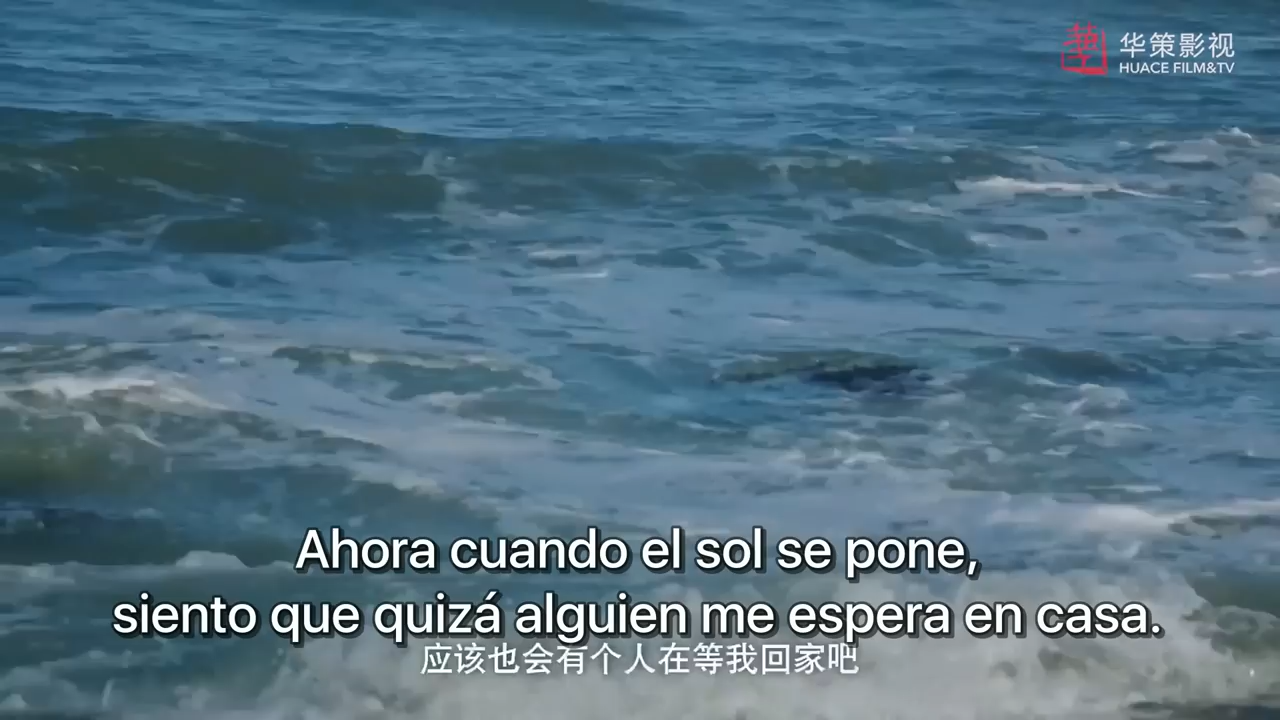 华策影视
HUACE FILM&TV
Ahora cuando el sol se pone,
siento que quizá alguien me espera en casa.
应该也会有个人在等我回家吧